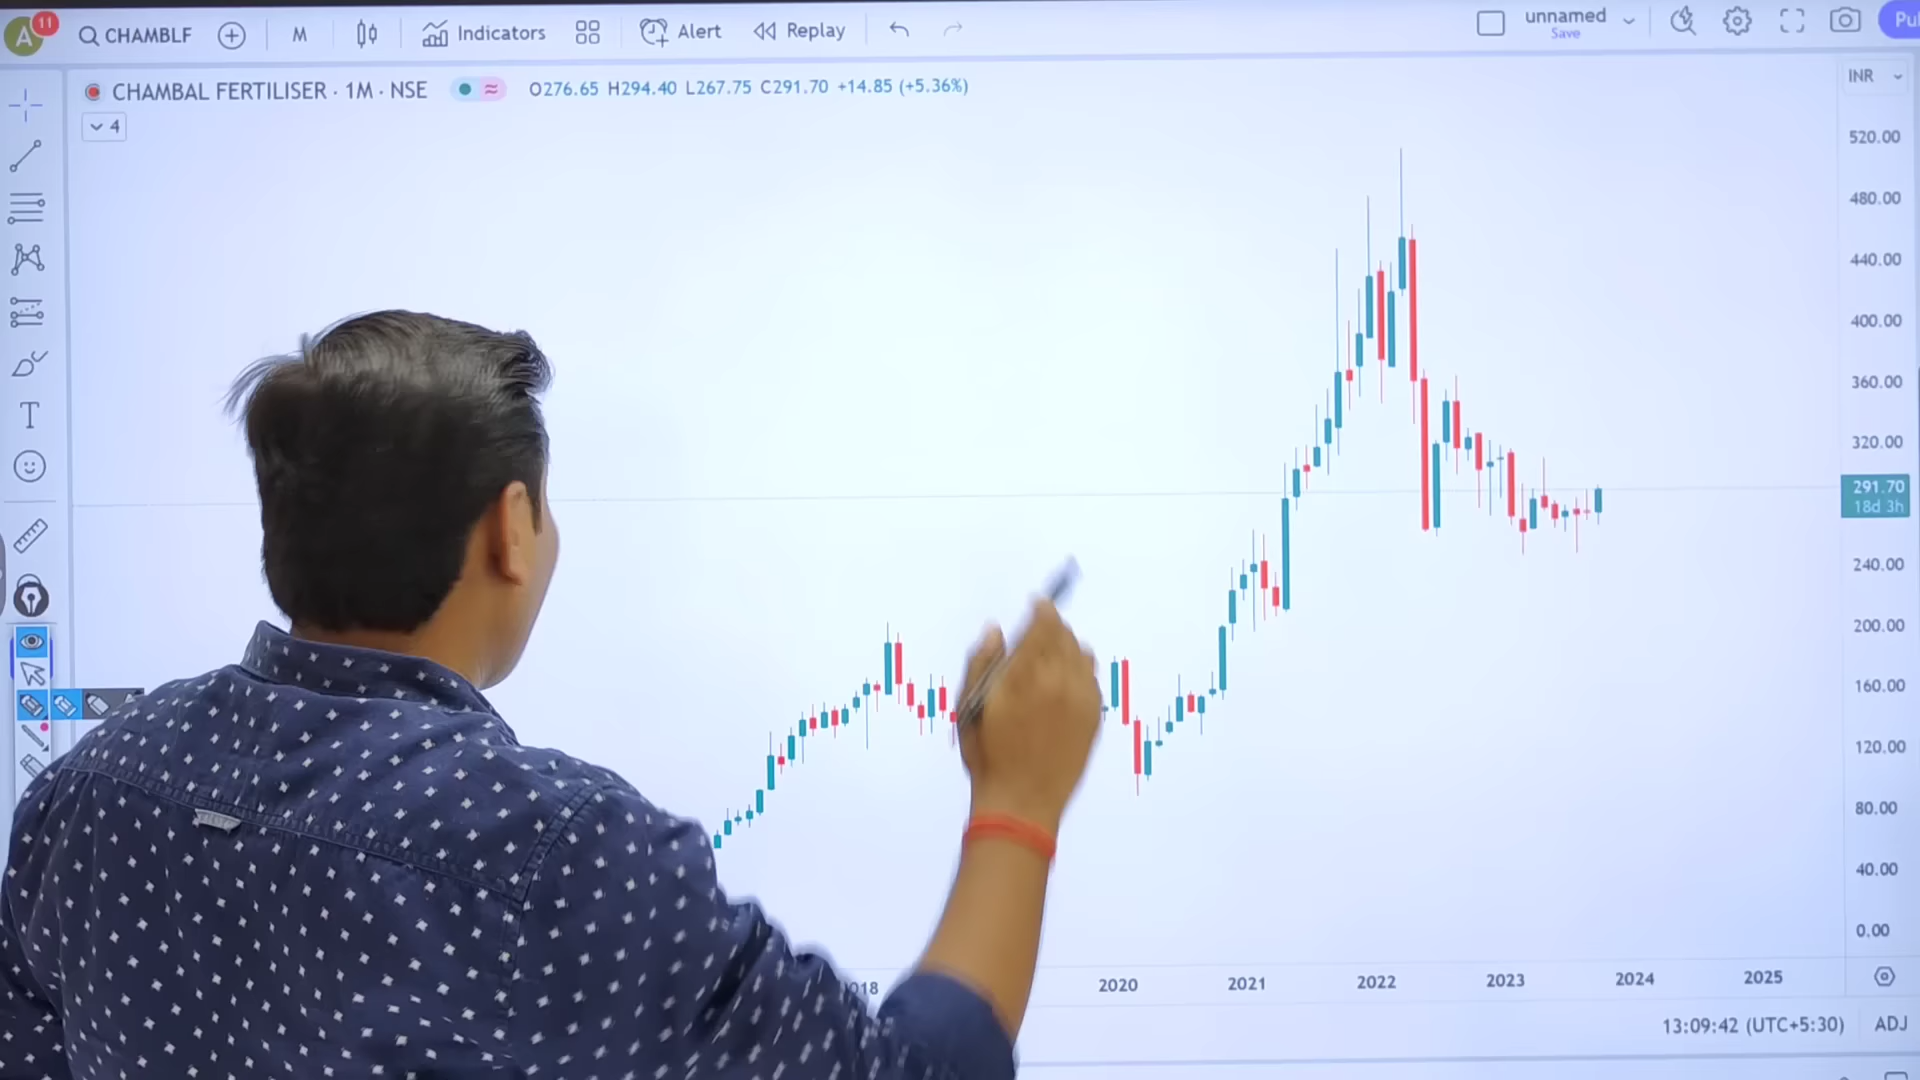 A 11 CHAMBLF M Indicators Alert Replay unnamed
Save
CHAMBAL FERTILISER · 1M · NSE O276.65 H294.40 L267.75 C291.70 +14.85 (+5.36%) INR
4
520.00
480.00
440.00
400.00
360.00
320.00
291.70
18d 3h
240.00
200.00
160.00
120.00
80.00
40.00
0.00
2020 2021 2022 2023 2024 2025
13:09:42 (UTC+5:30) ADJ